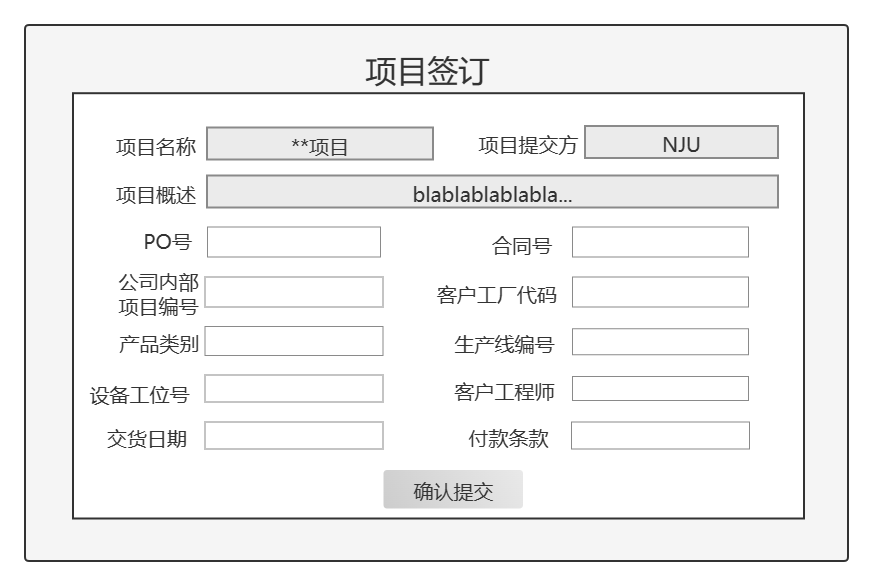 项目签订
项目名称 **项目 项目提交方 NJU
项目概述 blablablablabla...
PO号 合同号
公司内部
项目编号 客户工厂代码
产品类别 生产线编号
设备工位号 客户工程师
交货日期 付款条款
确认提交